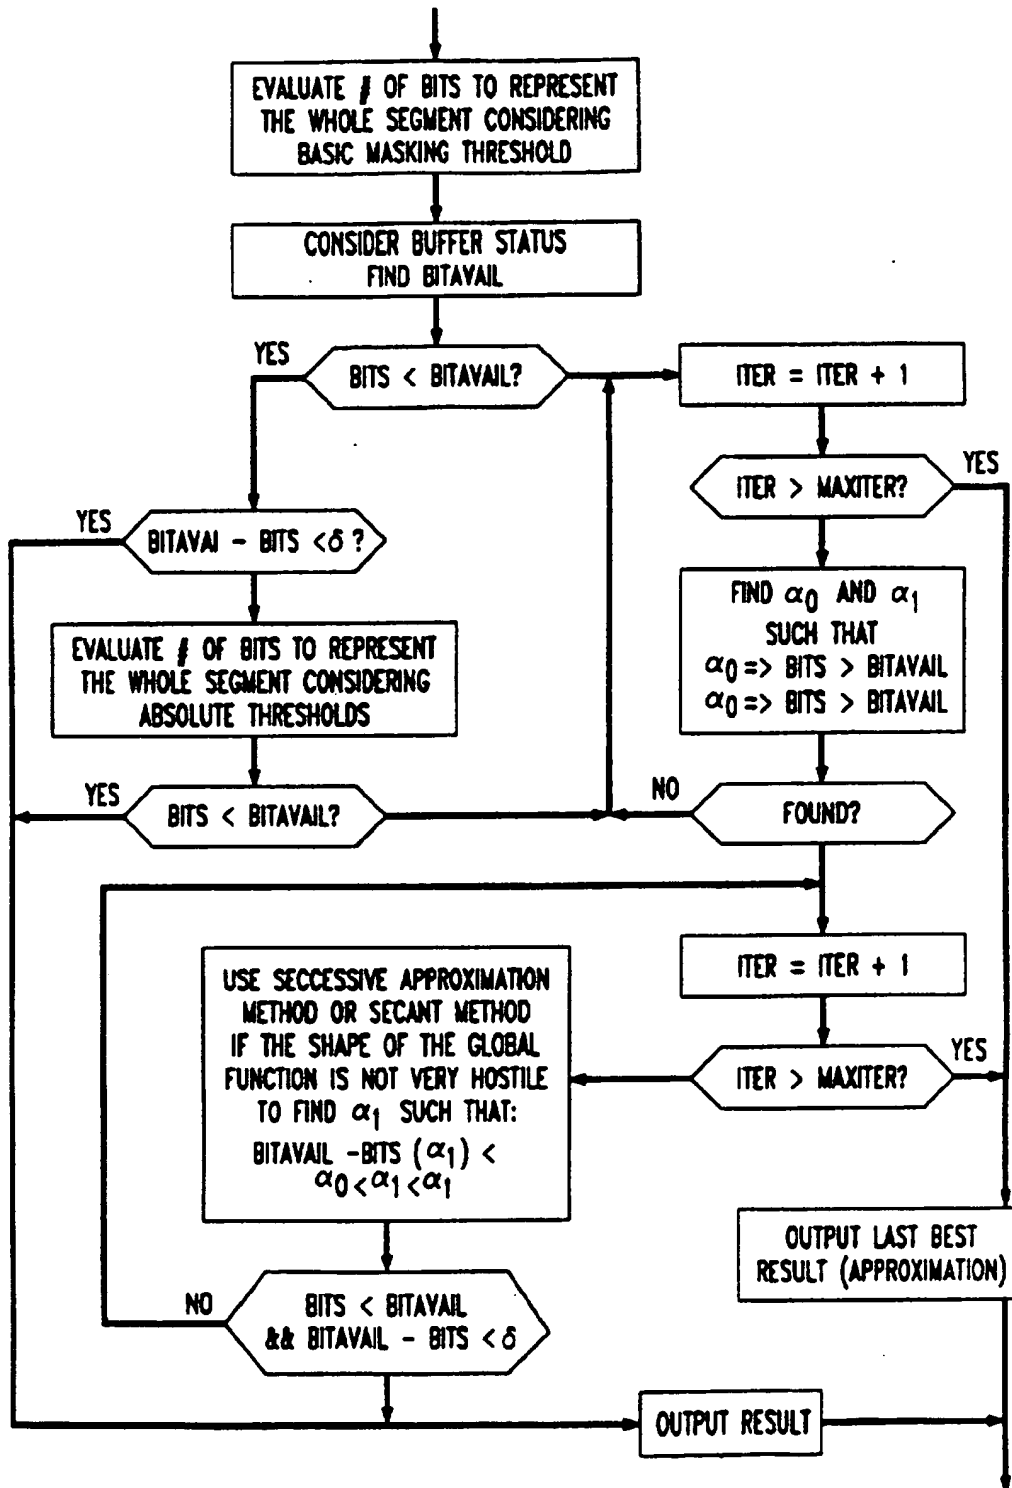 EVALUATE # OF BITS TO REPRESENT
THE WHOLE SEGMENT CONSIDERING
BASIC MASKING THRESHOLD
CONSIDER BUFFER STATUS
FIND BITAVAIL
YES
BITS < BITAVAIL?
ITER = ITER + 1
ITER > MAXITER?
YES
YES
BITAVAI - BITS < δ ?
FIND α0 AND α1
SUCH THAT
α0 => BITS > BITAVAIL
α0 => BITS > BITAVAIL
EVALUATE # OF BITS TO REPRESENT
THE WHOLE SEGMENT CONSIDERING
ABSOLUTE THRESHOLDS
YES
BITS < BITAVAIL?
NO
FOUND?
ITER = ITER + 1
USE SECCESSIVE APPROXIMATION
METHOD OR SECANT METHOD
IF THE SHAPE OF THE GLOBAL
FUNCTION IS NOT VERY HOSTILE
TO FIND α1 SUCH THAT:
BITAVAIL -BITS (α1) <
α0<α1<α1
ITER > MAXITER?
YES
OUTPUT LAST BEST
RESULT (APPROXIMATION)
NO
BITS < BITAVAIL
&& BITAVAIL - BITS < δ
OUTPUT RESULT